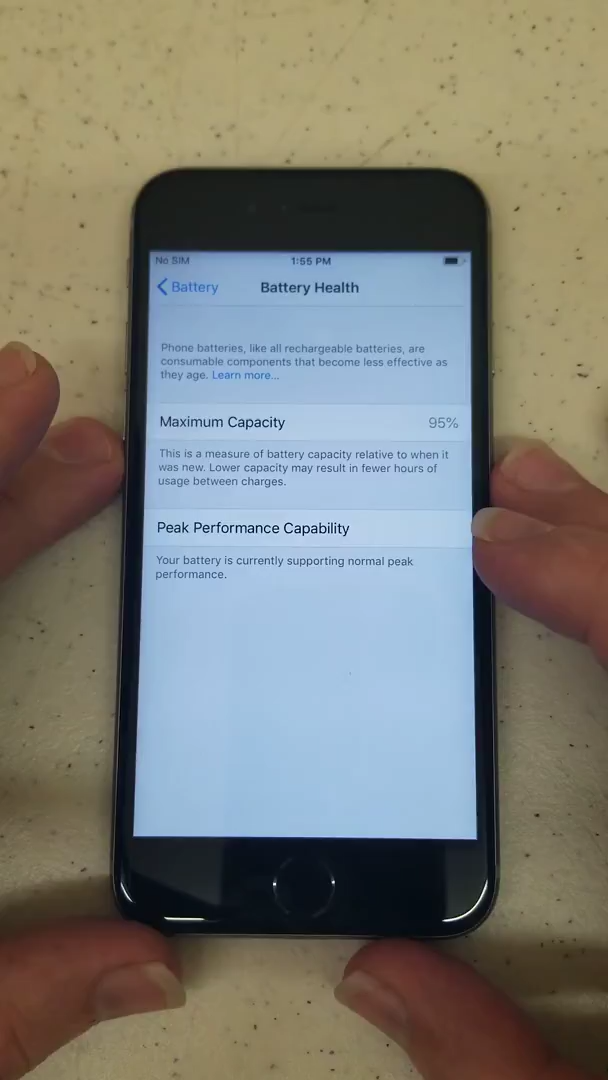 No SIM 1:55 PM
Battery Battery Health
Phone batteries, like all rechargeable batteries, are
consumable components that become less effective as
they age. Learn more...
Maximum Capacity 95%
This is a measure of battery capacity relative to when it
was new. Lower capacity may result in fewer hours of
usage between charges.
Peak Performance Capability
Your battery is currently supporting normal peak
performance.